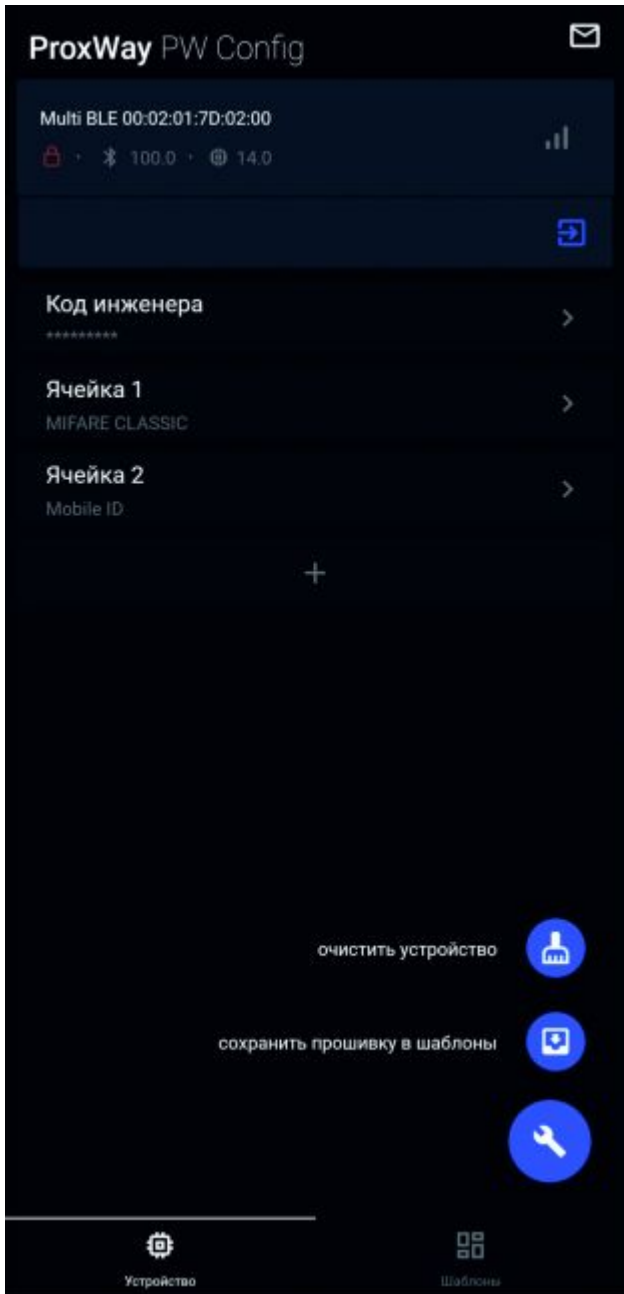 ProxWay PW Config
Multi BLE 00:02:01:7D:02:00
100.0 · 14.0
Код инженера
*********
Ячейка 1
MIFARE CLASSIC
Ячейка 2
Mobile ID
+
очистить устройство
сохранить прошивку в шаблоны
Устройство
Шаблоны